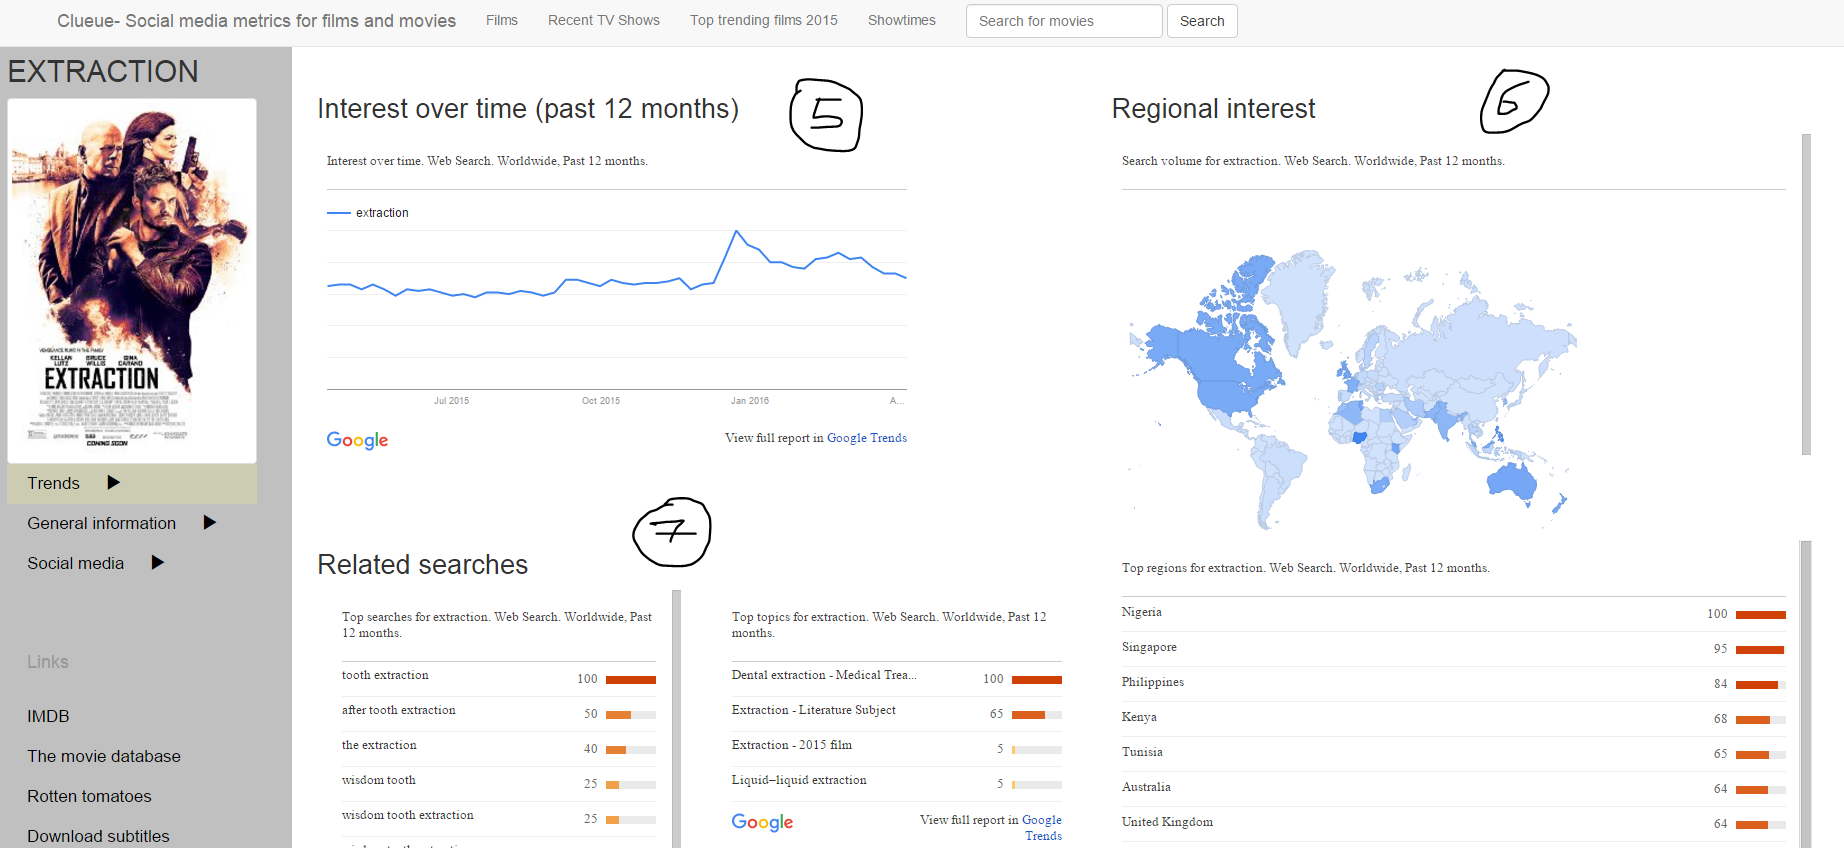 Clueue- Social media metrics for films and movies
Films
Recent TV Shows
Top trending films 2015
Showtimes
Search for movies
Search
EXTRACTION
KELLAN LUTZ
BRUCE WILLIS
GINA CARANO
EXTRACTION
COMING SOON
Trends
General information
Social media
Links
IMDB
The movie database
Rotten tomatoes
Download subtitles
Interest over time (past 12 months)
5
Interest over time. Web Search. Worldwide, Past 12 months.
extraction
Jul 2015
Oct 2015
Jan 2016
A...
Google
View full report in Google Trends
7
Related searches
Top searches for extraction. Web Search. Worldwide, Past
12 months.
tooth extraction 100
after tooth extraction 50
the extraction 40
wisdom tooth 25
wisdom tooth extraction 25
Top topics for extraction. Web Search. Worldwide, Past 12
months.
Dental extraction - Medical Trea... 100
Extraction - Literature Subject 65
Extraction - 2015 film 5
Liquid–liquid extraction 5
Google
View full report in Google
Trends
Regional interest
6
Search volume for extraction. Web Search. Worldwide, Past 12 months.
Top regions for extraction. Web Search. Worldwide, Past 12 months.
Nigeria 100
Singapore 95
Philippines 84
Kenya 68
Tunisia 65
Australia 64
United Kingdom 64